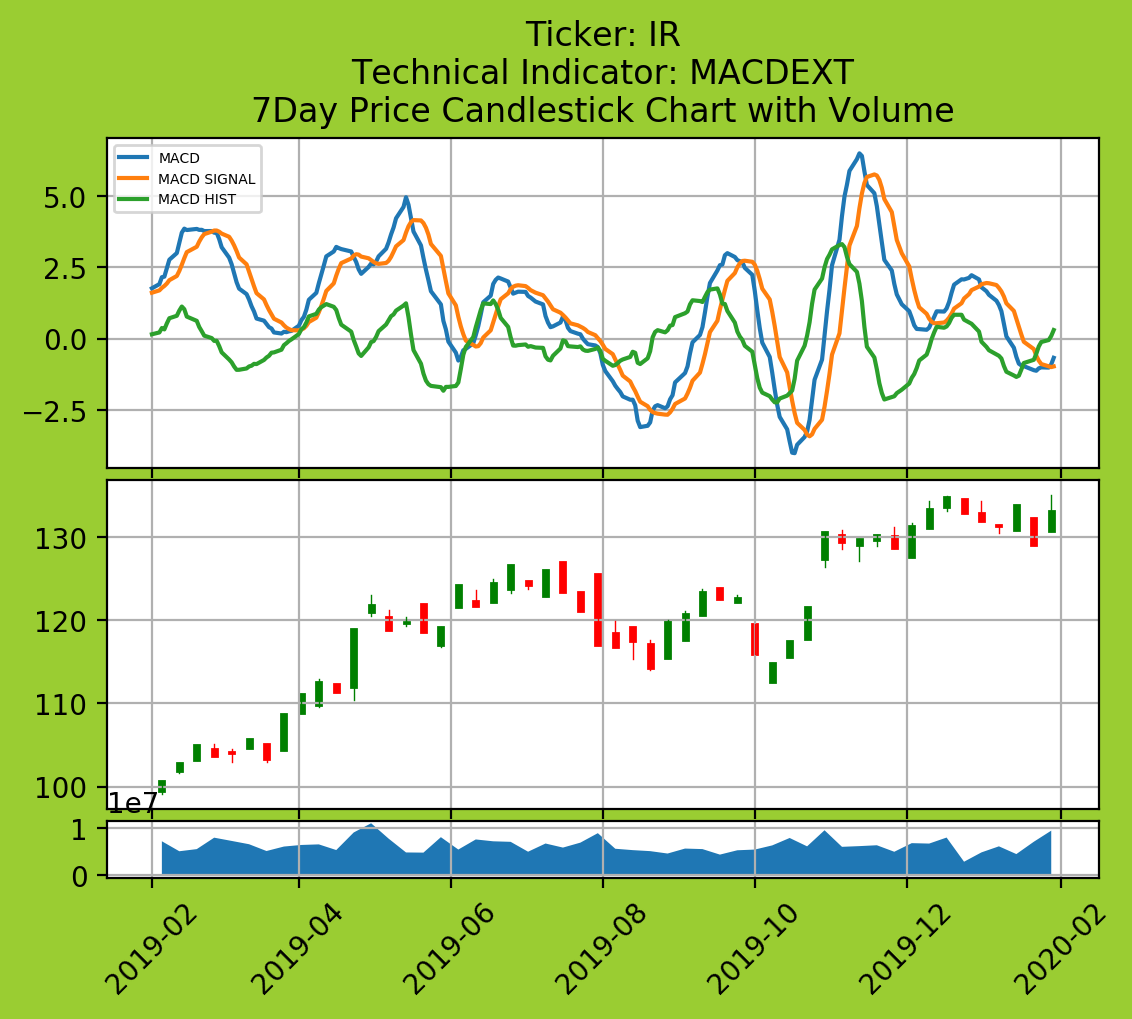 Ticker: IR
Technical Indicator: MACDEXT
7Day Price Candlestick Chart with Volume
MACD
MACD SIGNAL
MACD HIST
5.0
2.5
0.0
−2.5
130
120
110
100
1e7
1
0
2019-02
2019-04
2019-06
2019-08
2019-10
2019-12
2020-02